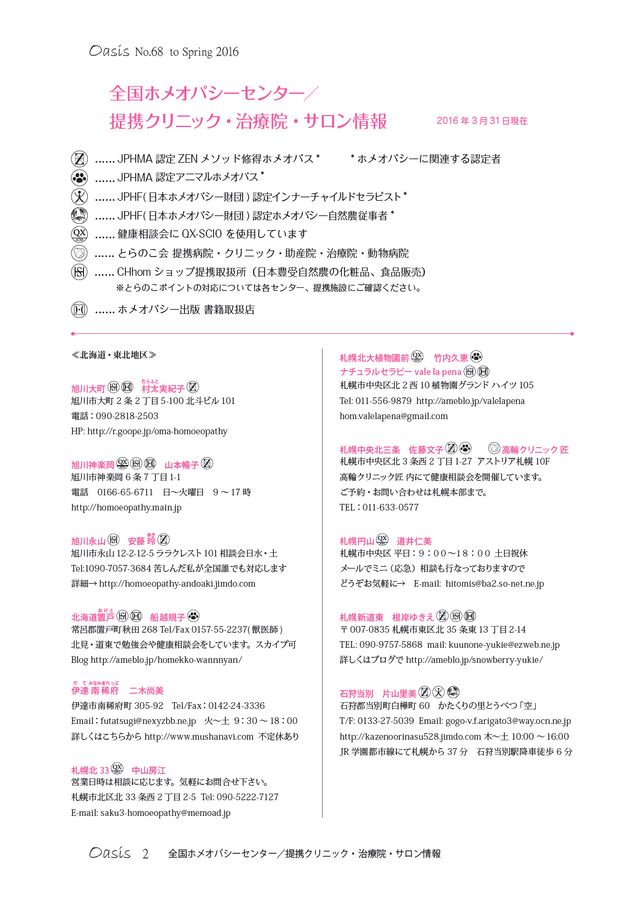 Oasis No.68 to Spring 2016
全国ホメオパシーセンター／
提携クリニック・治療院・サロン情報
2016 年 3 月 31 日現在
......JPHMA 認定 ZEN メソッド修得ホメオパス* *ホメオパシーに関連する認定者
......JPHMA 認定アニマルホメオパス*
......JPHF(日本ホメオパシー財団) 認定インナーチャイルドセラピスト*
......JPHF(日本ホメオパシー財団) 認定ホメオパシー自然農従事者*
......健康相談会に QX-SCIO を使用しています
......とらのこ会 提携病院・クリニック・助産院・治療院・動物病院
......CHhom ショップ提携取扱所（日本豊受自然農の化粧品、食品販売）
※とらのこポイントの対応については各センター、提携施設にご確認ください。
......ホメオパシー出版 書籍取扱店
≪北海道・東北地区≫
旭川大町 村太実紀子
むらふと
旭川市大町 2 条 2 丁目 5-100 北斗ビル 101
電話：090-2818-2503
HP: http://r.goope.jp/oma-homoeopathy
旭川神楽岡 山本暢子
旭川市神楽岡 6 条 7 丁目 1-1
電話 0166-65-6711 日～火曜日 9 ～ 17 時
http://homoeopathy.main.jp
旭川永山 安藤 玲
旭川市永山 12-2-12-5 ララクレスト 101 相談会日水・土
Tel:1090-7057-3684 苦しんだ私が全国誰でも対応します
詳細→ http://homoeopathy-andoaki.jimdo.com
北海道置戸 船越規子
おけと
常呂郡置戸町秋田 268 Tel/Fax 0157-55-2237( 獣医師 )
北見・道東で勉強会や健康相談会をしています。スカイプ可
Blog http://ameblo.jp/homekko-wannnyan/
だ て みなみまれっぷ
伊達 南 稀府 二木尚美
伊達市南稀府町 305-92 Tel/Fax：0142-24-3336
Email：futatsugi@nexyzbb.ne.jp 火～土 9：30 ～ 18：00
詳しくはこちらから http://www.mushanavi.com 不定休あり
札幌北 33 中山房江
営業日時は相談に応じます。気軽にお問合せ下さい。
札幌市北区北 33 条西 2 丁目 2-5 Tel: 090-5222-7127
E-mail: saku3-homoeopathy@memoad.jp
札幌北大植物園前 竹内久恵
ナチュラルセラピー vale la pena
札幌市中央区北 2 西 10 植物園グランド ハイツ 105
Tel: 011-556-9879 http://ameblo.jp/valelapena
hom.valelapena@gmail.com
札幌中央北三条 佐藤文子 高輪クリニック 匠
札幌市中央区北 3 条西 2 丁目 1-27 アストリア札幌 10F
高輪クリニック匠 内にて健康相談会を開催しています。
ご予約・お問い合わせは札幌本部まで。
TEL：011-633-0577
札幌円山 道井仁美
札幌市中央区 平日：９：００～１８：００ 土日祝休
メールでミニ（応急）相談も行なっておりますので
どうぞお気軽に→ E-mail: hitomis@ba2.so-net.ne.jp
札幌新道東 根岸ゆきえ
〒 007-0835 札幌市東区北 35 条東 13 丁目 2-14
TEL: 090-9757-5868 mail: kuunone-yukie@ezweb.ne.jp
詳しくはブログで http://ameblo.jp/snowberry-yukie/
石狩当別 片山里美
石狩郡当別町白樺町 60 かたくりの里とうべつ「空」
T/F: 0133-27-5039 Email: gogo-v.f.arigato3@way.ocn.ne.jp
http://kazenoorinasu528.jimdo.com 木～土 10:00 ～ 16:00
JR 学園都市線にて札幌から 37 分 石狩当別駅降車徒歩 6 分
Oasis 2 全国ホメオパシーセンター／提携クリニック・治療院・サロン情報